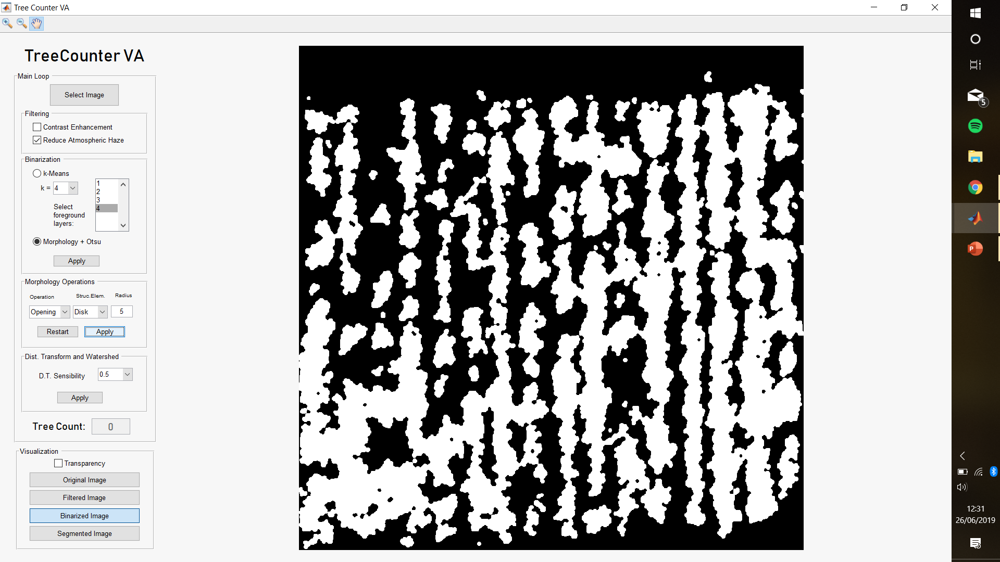 Tree Counter VA
TreeCounter VA
Main Loop
Select Image
Filtering
Contrast Enhancement
Reduce Atmospheric Haze
Binarization
k-Means
k = 4
1
2
3
4
Select
foreground
layers:
Morphology + Otsu
Apply
Morphology Operations
Operation Struc.Elem. Radius
Opening Disk 5
Restart Apply
Dist. Transform and Watershed
D.T. Sensibility 0.5
Apply
Tree Count: 0
Visualization
Transparency
Original Image
Filtered Image
Binarized Image
Segmented Image
5
P
12:31
26/06/2019